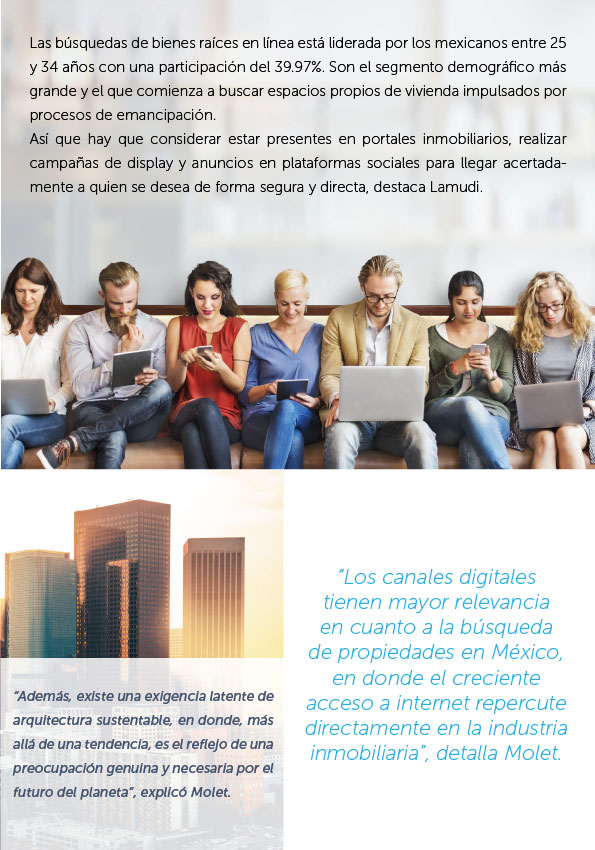 Las búsquedas de bienes raíces en línea está liderada por los mexicanos entre 25
y 34 años con una participación del 39.97%. Son el segmento demográfico más
grande y el que comienza a buscar espacios propios de vivienda impulsados por
procesos de emancipación.
Así que hay que considerar estar presentes en portales inmobiliarios, realizar
campañas de display y anuncios en plataformas sociales para llegar acertada-
mente a quien se desea de forma segura y directa, destaca Lamudi.
“Los canales digitales
tienen mayor relevancia
en cuanto a la búsqueda
de propiedades en México,
en donde el creciente
acceso a internet repercute
directamente en la industria
inmobiliaria”, detalla Molet.
“Además, existe una exigencia latente de
arquitectura sustentable, en donde, más
allá de una tendencia, es el reflejo de una
preocupación genuina y necesaria por el
futuro del planeta”, explicó Molet.